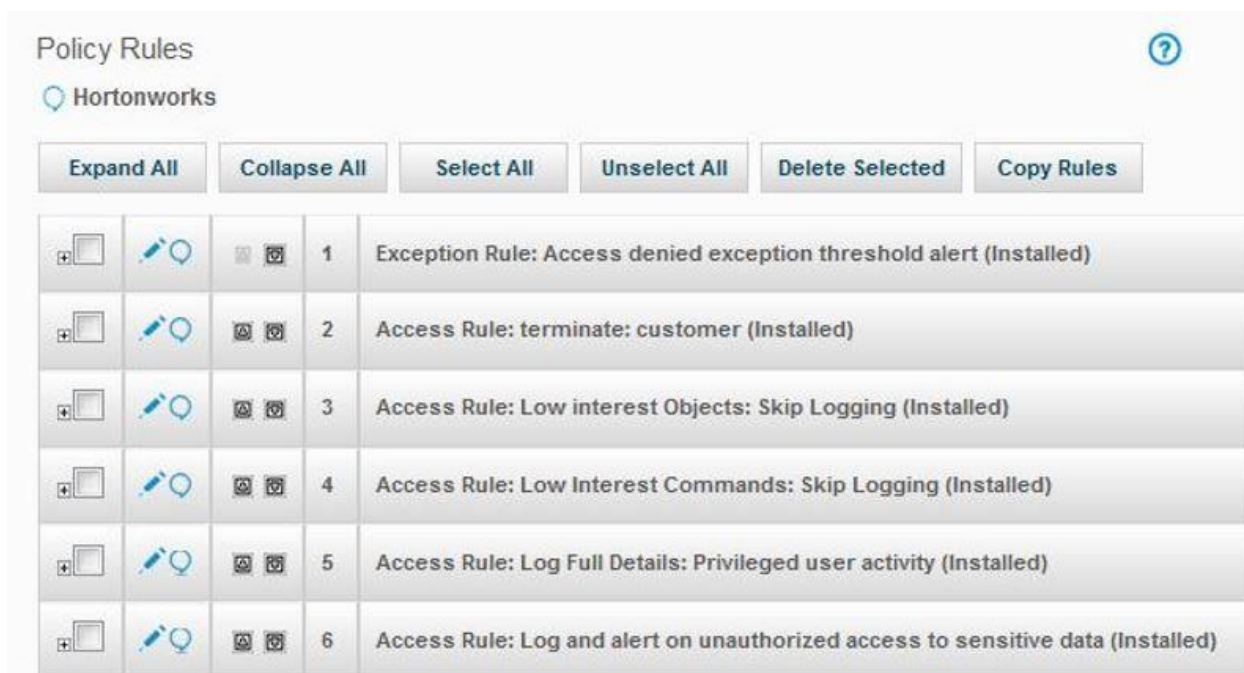 Policy Rules
?
Hortonworks
Expand All Collapse All Select All Unselect All Delete Selected Copy Rules
1 Exception Rule: Access denied exception threshold alert (Installed)
2 Access Rule: terminate: customer (Installed)
3 Access Rule: Low interest Objects: Skip Logging (Installed)
4 Access Rule: Low Interest Commands: Skip Logging (Installed)
5 Access Rule: Log Full Details: Privileged user activity (Installed)
6 Access Rule: Log and alert on unauthorized access to sensitive data (Installed)